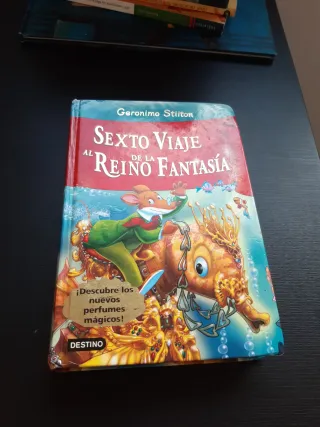 Geronimo Stilton
SEXTO VIAJE
AL REINO DE LA FANTASÍA
¡Descubre los
nuevos
perfumes
mágicos!
DESTINO